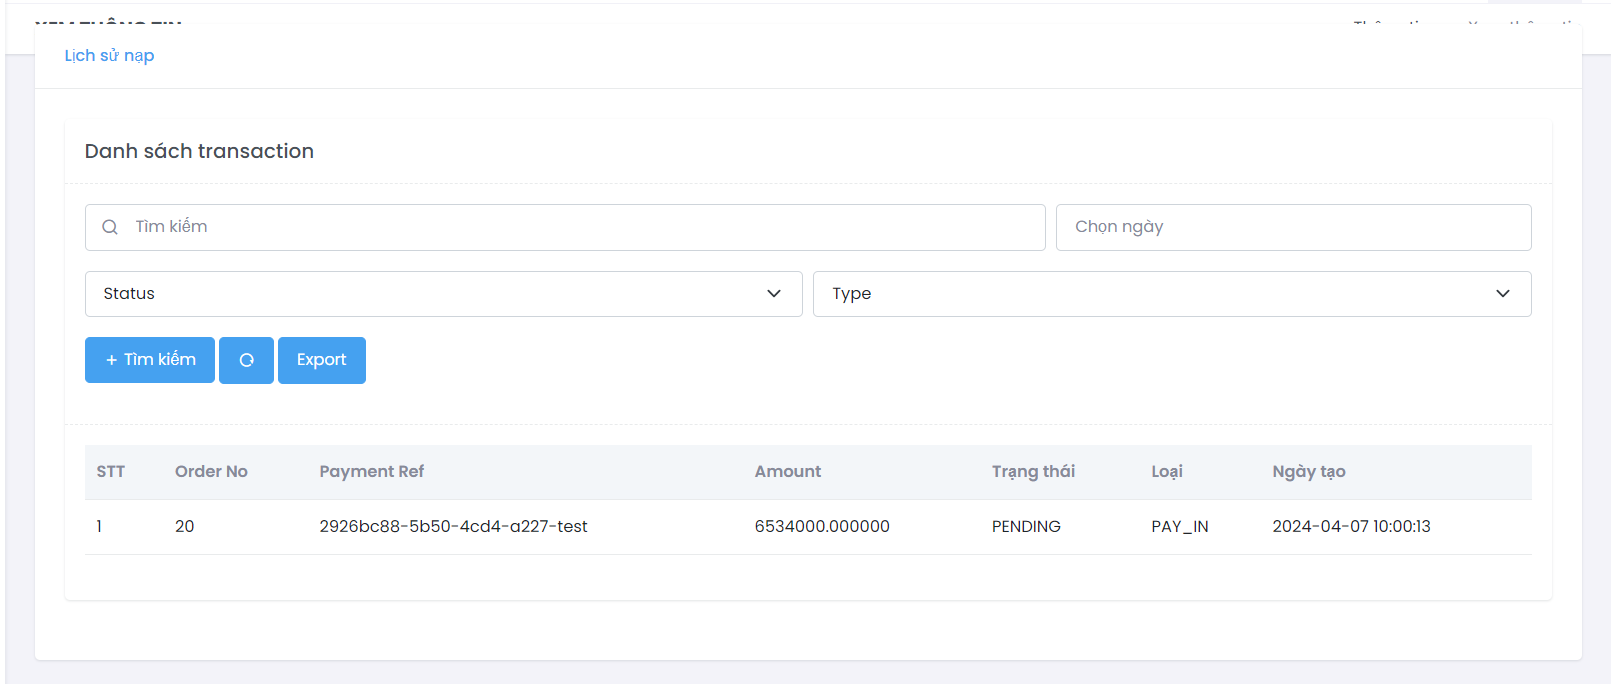 Lịch sử nạp
Danh sách transaction
Tìm kiếm
Chọn ngày
Status
Type
+ Tìm kiếm
Export
STT Order No Payment Ref Amount Trạng thái Loại Ngày tạo
1 20 2926bc88-5b50-4cd4-a227-test 6534000.000000 PENDING PAY_IN 2024-04-07 10:00:13